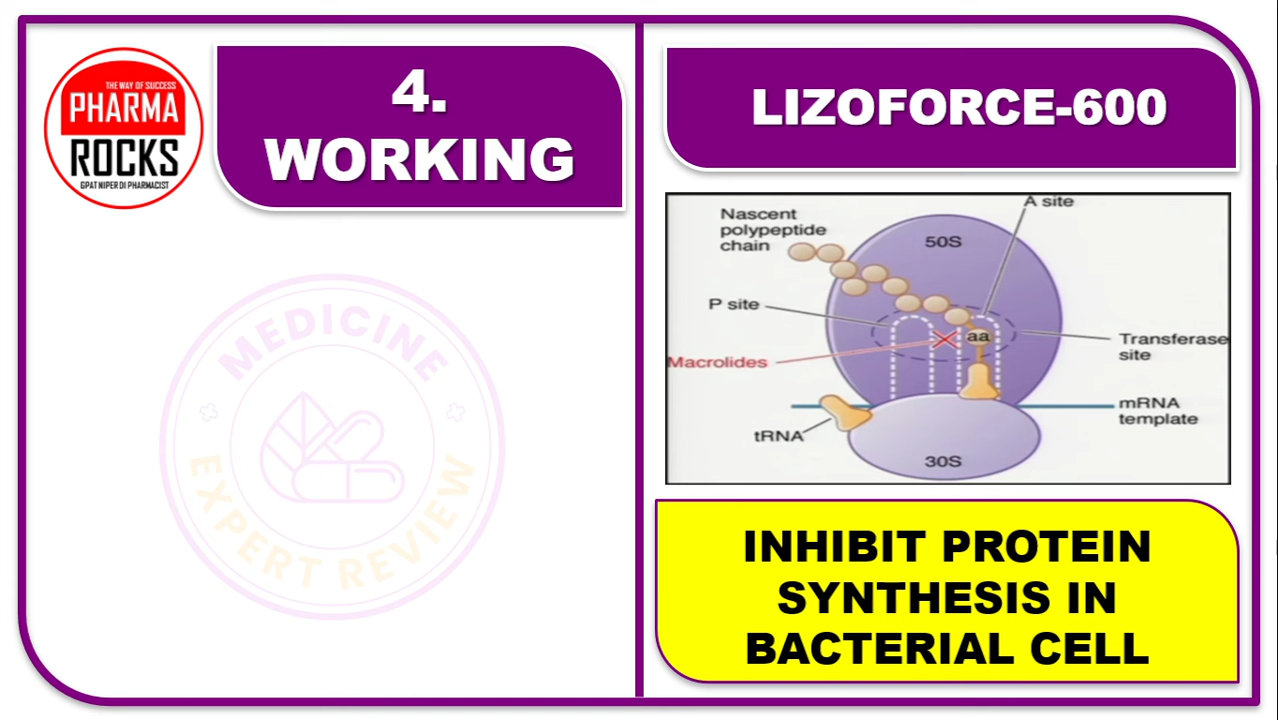 THE WAY OF SUCCESS
PHARMA
ROCKS
GPAT NIPER DI PHARMACIST
4.
WORKING
MEDICINE
EXPERT REVIEW
LIZOFORCE-600
A site
Nascent
polypeptide
chain
50S
P site
aa
Transferase
site
Macrolides
mRNA
template
tRNA
30S
INHIBIT PROTEIN
SYNTHESIS IN
BACTERIAL CELL